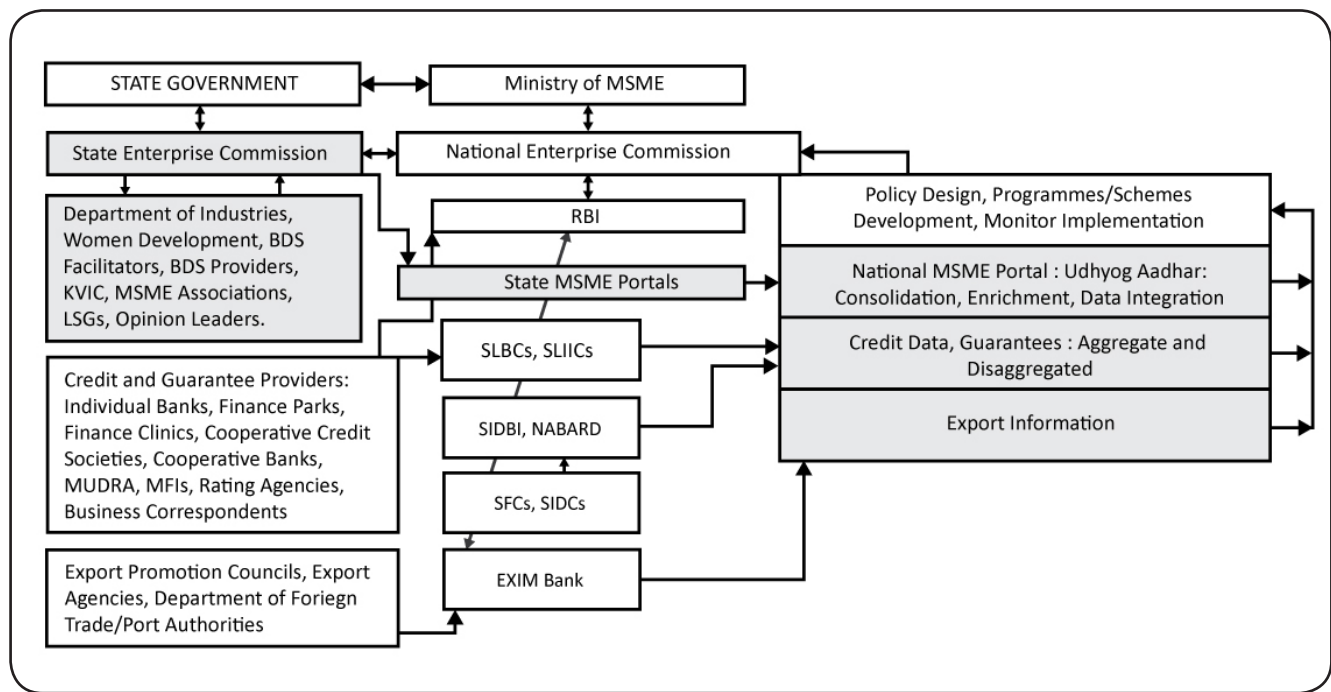 STATE GOVERNMENT
Ministry of MSME
State Enterprise Commission
National Enterprise Commission
Department of Industries,
Women Development, BDS
Facilitators, BDS Providers,
KVIC, MSME Associations,
LSGs, Opinion Leaders.
RBI
State MSME Portals
Policy Design, Programmes/Schemes
Development, Monitor Implementation
National MSME Portal : Udhyog Aadhar:
Consolidation, Enrichment, Data Integration
Credit Data, Guarantees : Aggregate and
Disaggregated
Export Information
Credit and Guarantee Providers:
Individual Banks, Finance Parks,
Finance Clinics, Cooperative Credit
Societies, Cooperative Banks,
MUDRA, MFIs, Rating Agencies,
Business Correspondents
SLBCs, SLIICs
SIDBI, NABARD
SFCs, SIDCs
EXIM Bank
Export Promotion Councils, Export
Agencies, Department of Foriegn
Trade/Port Authorities